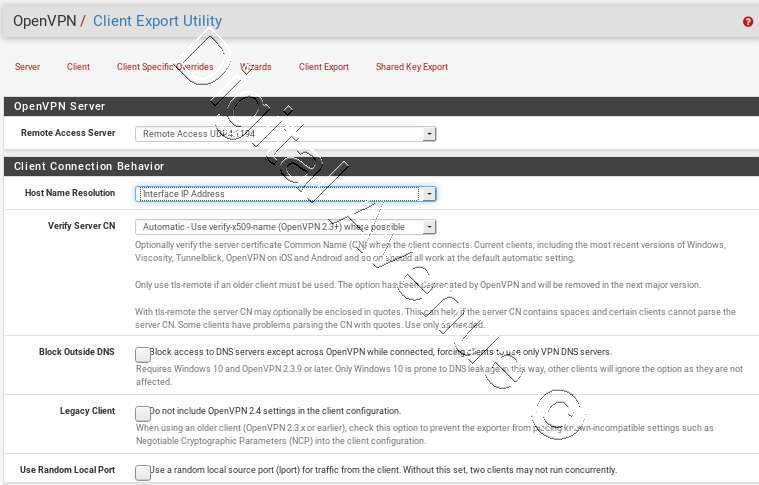 OpenVPN / Client Export Utility
Server Client Client Specific Overrides Wizards Client Export Shared Key Export
OpenVPN Server
Remote Access Server Remote Access UDP4:1194
Client Connection Behavior
Host Name Resolution Interface IP Address
Verify Server CN Automatic - Use verify-x509-name (OpenVPN 2.3+) where possible
Optionally verify the server certificate Common Name (CN) when the client connects. Current clients, including the most recent versions of Windows,
Viscosity, Tunnelblick, OpenVPN on iOS and Android and so on should all work at the default automatic setting.
Only use tls-remote if an older client must be used. The option has been deprecated by OpenVPN and will be removed in the next major version.
With tls-remote the server CN may optionally be enclosed in quotes. This can help if the server CN contains spaces and certain clients cannot parse the
server CN. Some clients have problems parsing the CN with quotes. Use only as needed.
Block Outside DNS Block access to DNS servers except across OpenVPN while connected, forcing clients to use only VPN DNS servers.
Requires Windows 10 and OpenVPN 2.3.9 or later. Only Windows 10 is prone to DNS leakage in this way, other clients will ignore the option as they are not
affected.
Legacy Client Do not include OpenVPN 2.4 settings in the client configuration.
When using an older client (OpenVPN 2.3.x or earlier), check this option to prevent the exporter from placing known-incompatible settings such as
Negotiable Cryptographic Parameters (NCP) into the client configuration.
Use Random Local Port Use a random local source port (lport) for traffic from the client. Without this set, two clients may not run concurrently.